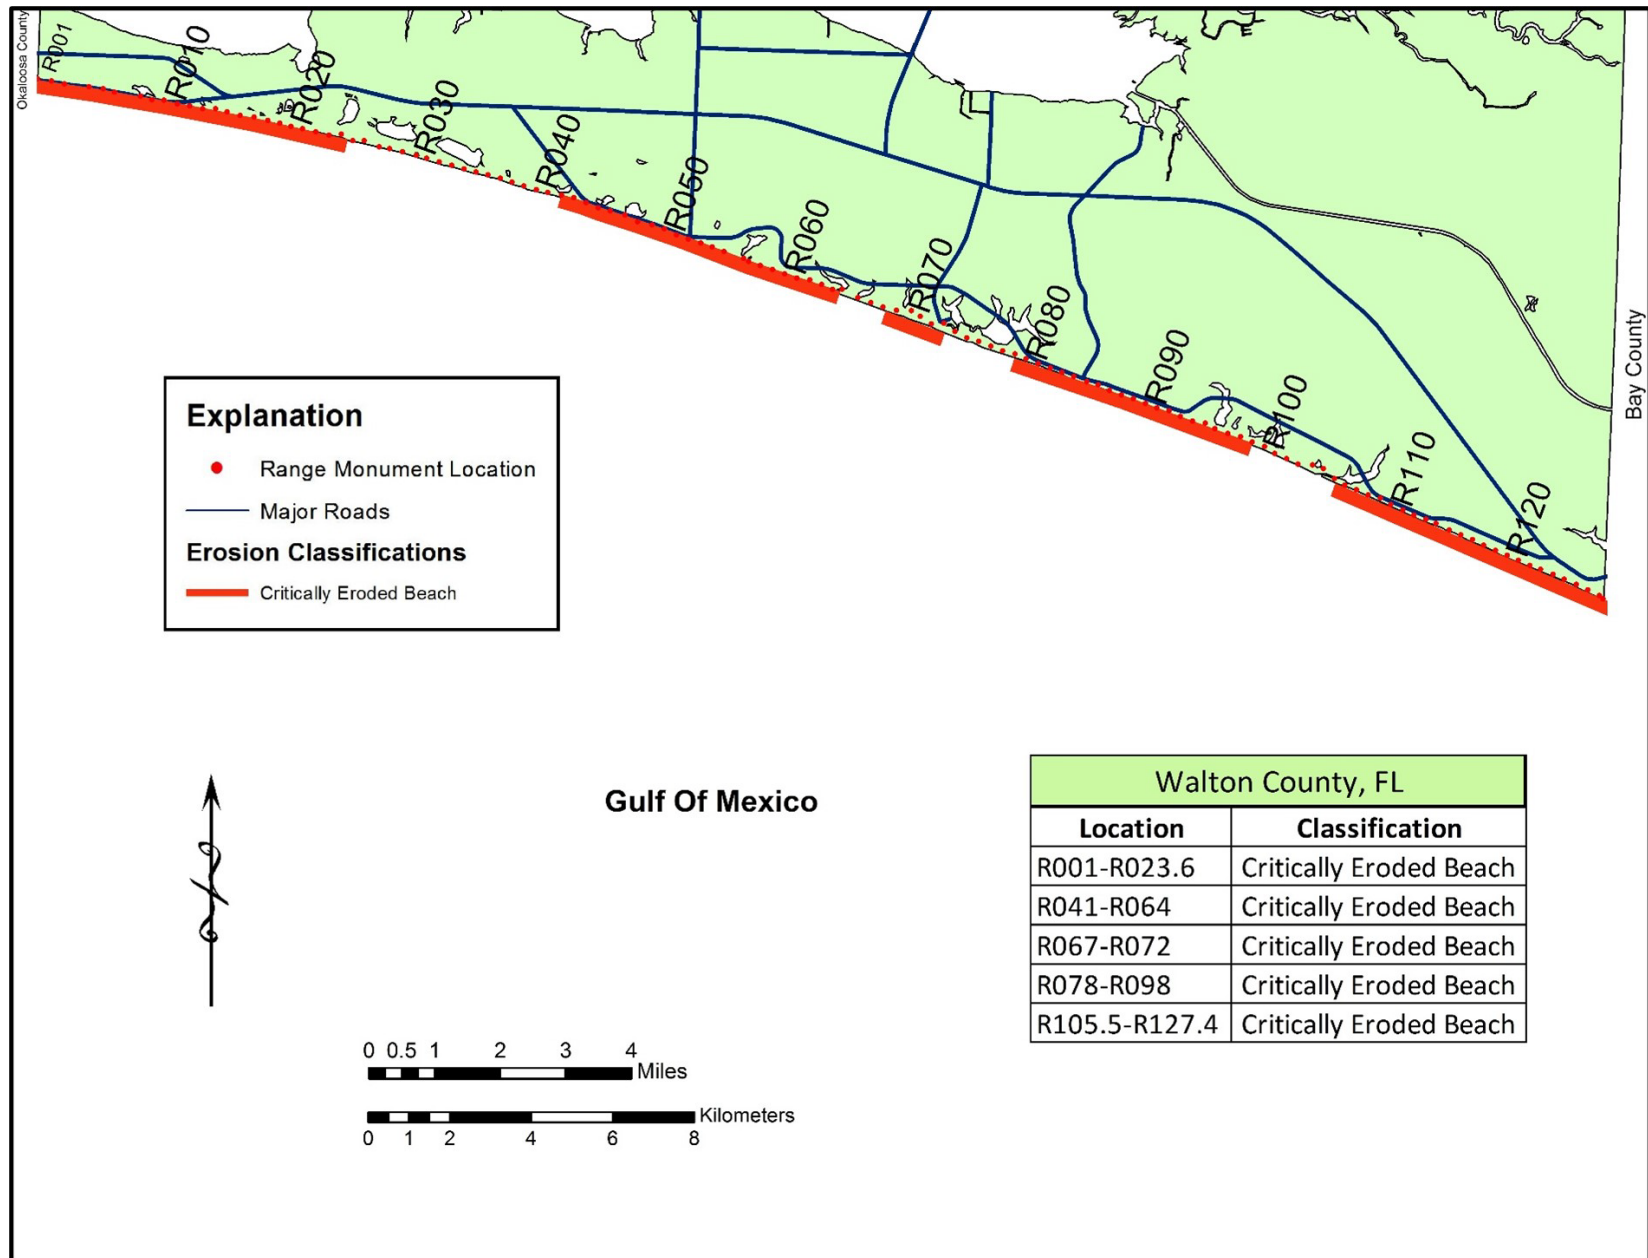 Okaloosa County
R001
R010
R020
R030
R040
R050
R060
R070
R080
R090
R100
R110
R120
Bay County
Explanation
Range Monument Location
Major Roads
Erosion Classifications
Critically Eroded Beach
Gulf Of Mexico
Walton County, FL
Location Classification
R001-R023.6 Critically Eroded Beach
R041-R064 Critically Eroded Beach
R067-R072 Critically Eroded Beach
R078-R098 Critically Eroded Beach
R105.5-R127.4 Critically Eroded Beach
0 0.5 1 2 3 4
Miles
Kilometers
0 1 2 4 6 8